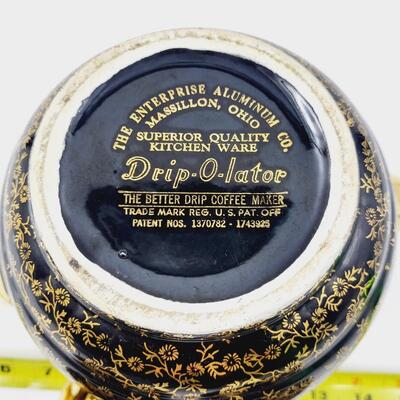 THE ENTERPRISE ALUMINUM CO.
MASSILLON, OHIO
SUPERIOR QUALITY
KITCHEN WARE
Drip-O-lator
THE BETTER DRIP COFFEE MAKER
TRADE MARK REG. U.S. PAT. OFF
PATENT NOS. 1370782 - 1743925